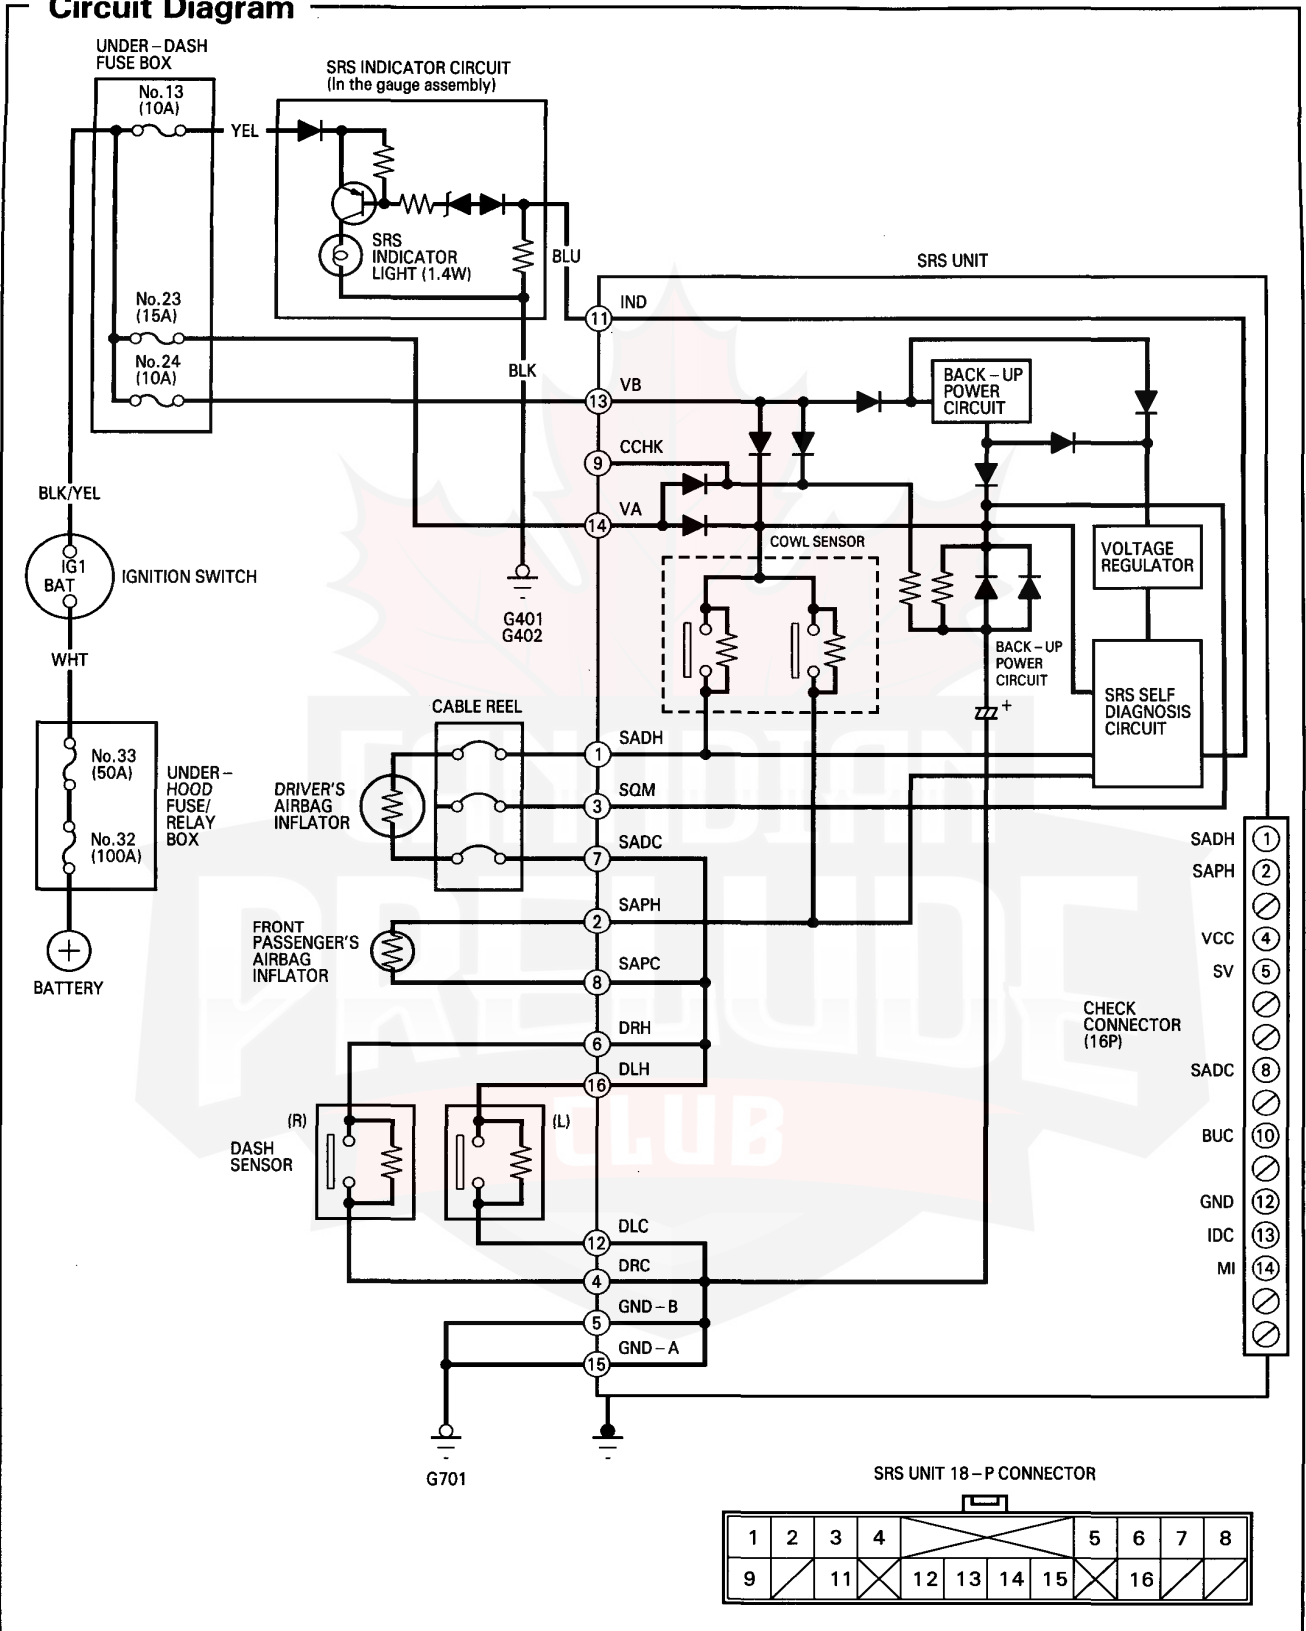 Circuit Diagram
UNDER–DASH
FUSE BOX
No.13
(10A)
YEL
SRS INDICATOR CIRCUIT
(In the gauge assembly)
SRS
INDICATOR
LIGHT (1.4W)
BLU
No.23
(15A)
No.24
(10A)
BLK
BLK/YEL
IG1
BAT
IGNITION SWITCH
WHT
G401
G402
No.33
(50A)
No.32
(100A)
UNDER–
HOOD
FUSE/
RELAY
BOX
+
BATTERY
SRS UNIT
11
IND
13
VB
9
CCHK
14
VA
BACK–UP
POWER
CIRCUIT
COWL SENSOR
VOLTAGE
REGULATOR
BACK–UP
POWER
CIRCUIT
+
SRS SELF
DIAGNOSIS
CIRCUIT
CABLE REEL
DRIVER'S
AIRBAG
INFLATOR
1
SADH
3
SQM
7
SADC
FRONT
PASSENGER'S
AIRBAG
INFLATOR
2
SAPH
8
SAPC
6
DRH
16
DLH
(R)
(L)
DASH
SENSOR
12
DLC
4
DRC
5
GND–B
15
GND–A
G701
CHECK
CONNECTOR
(16P)
SADH 1
SAPH 2
VCC 4
SV 5
SADC 8
BUC 10
GND 12
IDC 13
MI 14
CANADIAN
PRELUDE
CLUB
SRS UNIT 18–P CONNECTOR
1 2 3 4 5 6 7 8
9 11 12 13 14 15 16